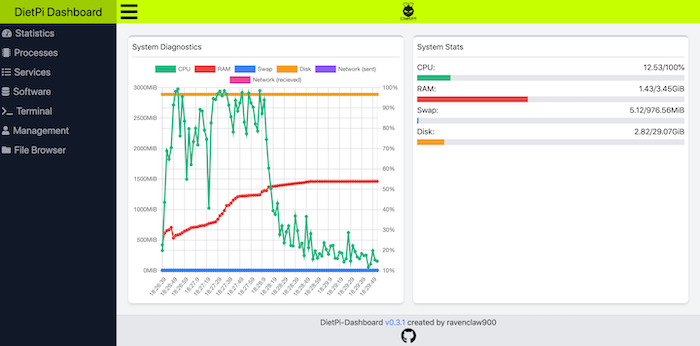 DietPi Dashboard
Statistics
Processes
Services
Software
Terminal
Management
File Browser
System Diagnostics
CPU RAM Swap Disk Network (sent)
Network (recieved)
3000MiB 100%
90%
2500MiB
80%
2000MiB 70%
60%
1500MiB
50%
1000MiB 40%
30%
500MiB
20%
0MiB 10%
18:26:39 18:26:49 18:26:59 18:27:9 18:27:19 18:27:29 18:27:39 18:27:49 18:27:59 18:28:9 18:28:19 18:28:29 18:28:39 18:28:49 18:28:59 18:29:9 18:29:19 18:29:29 18:29:39 18:29:49
System Stats
CPU: 12.53/100%
RAM: 1.43/3.45GiB
Swap: 5.12/976.56MiB
Disk: 2.82/29.07GiB
DietPi-Dashboard v0.3.1 created by ravenclaw900